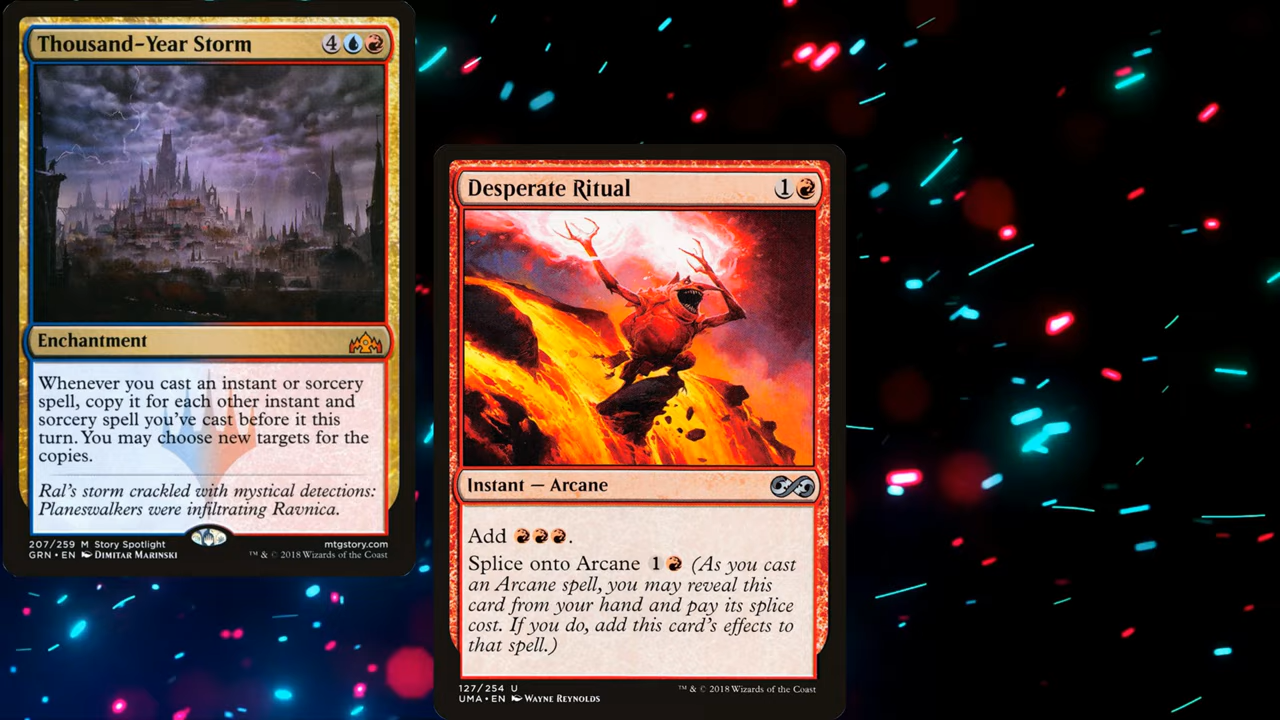 Thousand-Year Storm 4
Enchantment
Whenever you cast an instant or sorcery
spell, copy it for each other instant and
sorcery spell you've cast before it this
turn. You may choose new targets for the
copies.
Ral's storm crackled with mystical detections:
Planeswalkers were infiltrating Ravnica.
207/259 M Story Spotlight
GRN • EN Dimitar Marinski
mtgstory.com
™ & © 2018 Wizards of the Coast
Desperate Ritual 1
Instant — Arcane
Add .
Splice onto Arcane 1 (As you cast
an Arcane spell, you may reveal this
card from your hand and pay its splice
cost. If you do, add this card's effects to
that spell.)
127/254 U
UMA • EN Wayne Reynolds
™ & © 2018 Wizards of the Coast